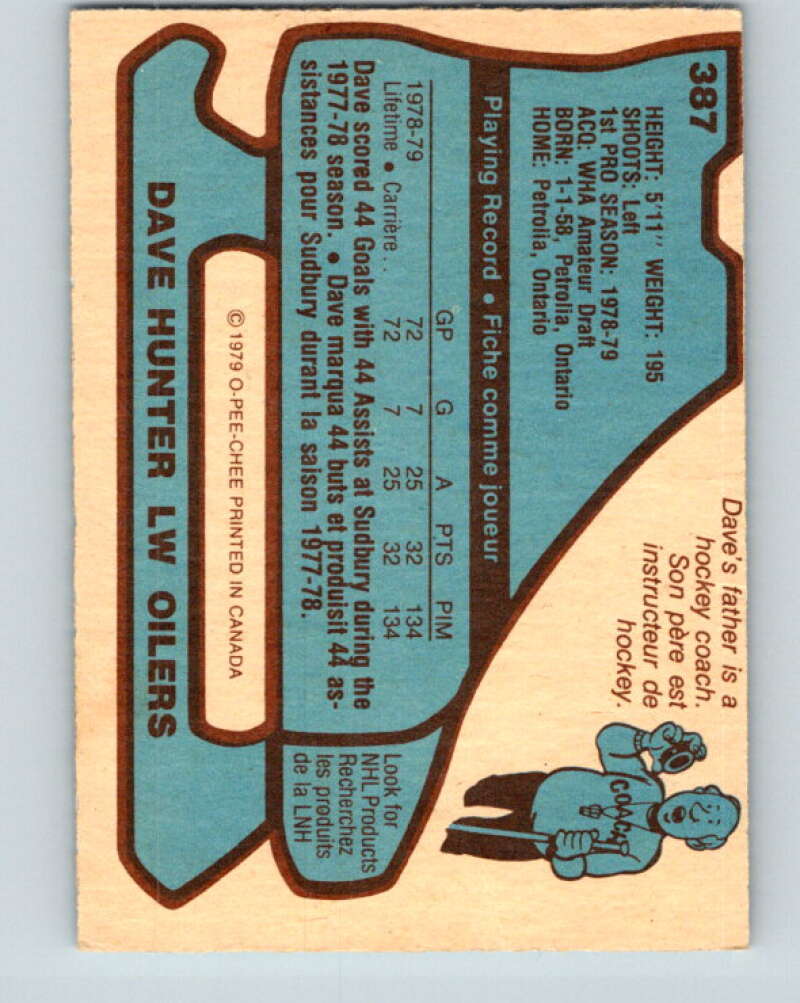 387
HEIGHT: 5'11" WEIGHT: 195
SHOOTS: Left
1st PRO SEASON: 1978-79
ACQ: WHA Amateur Draft
BORN: 1-1-58, Petrolia, Ontario
HOME: Petrolia, Ontario
Dave's father is a
hockey coach.
Son père est
instructeur de
hockey.
COACH
Playing Record • Fiche comme joueur
GP G A PTS PIM
1978-79 72 7 25 32 134
Lifetime • Carrière . . 72 7 25 32 134
Dave scored 44 Goals with 44 Assists at Sudbury during the
1977-78 season. • Dave marqua 44 buts et produisit 44 as-
sistances pour Sudbury durant la saison 1977-78.
Look for
NHL Products
Recherchez
les produits
de la LNH
© 1979 O-PEE-CHEE PRINTED IN CANADA
DAVE HUNTER LW OILERS